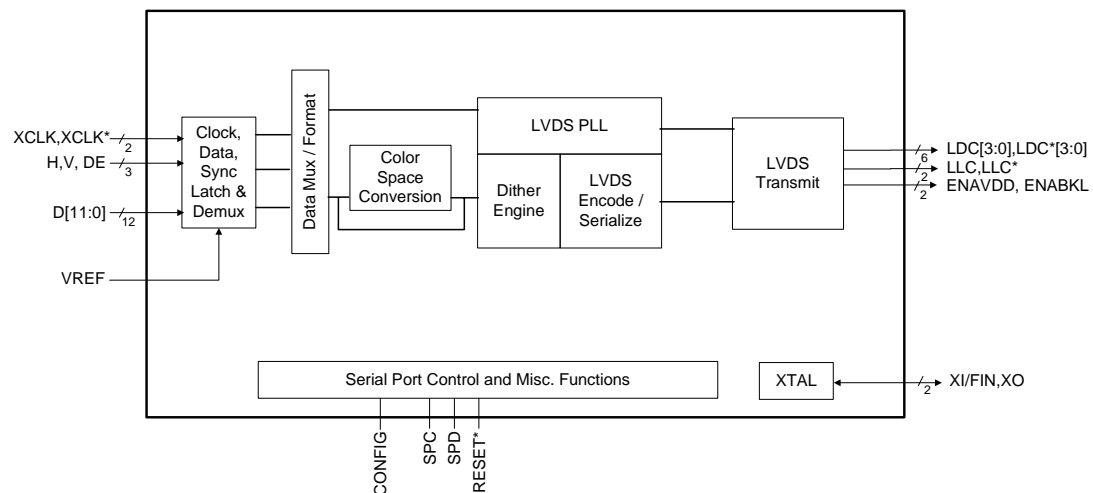 XCLK,XCLK*
2
H,V, DE
3
D[11:0]
12
VREF
Clock,
Data,
Sync
Latch &
Demux
Data Mux / Format
Color
Space
Conversion
LVDS PLL
Dither
Engine
LVDS
Encode /
Serialize
LVDS
Transmit
LDC[3:0],LDC*[3:0]
6
LLC,LLC*
2
ENAVDD, ENABKL
2
Serial Port Control and Misc. Functions
XTAL
XI/FIN,XO
2
CONFIG
SPC
SPD
RESET*